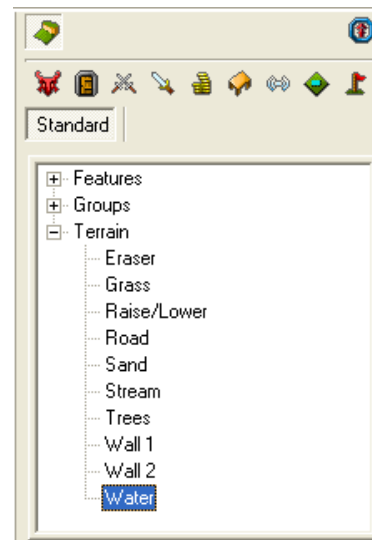 Standard
Features
Groups
Terrain
Eraser
Grass
Raise/Lower
Road
Sand
Stream
Trees
Wall 1
Wall 2
Water